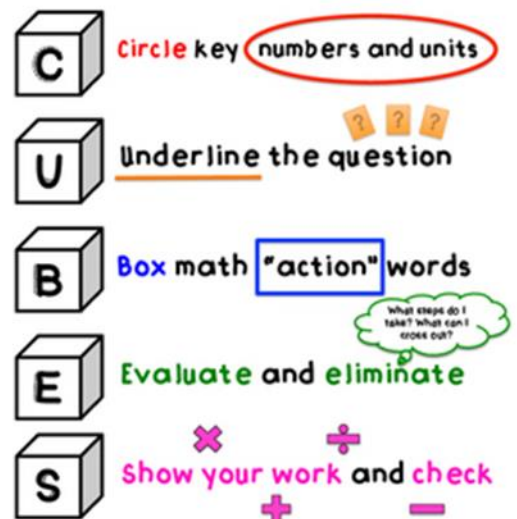 C Circle key numbers and units
? ? ?
U Underline the question
B Box math "action" words
What steps do I
take? What can I
cross out?
E Evaluate and eliminate
× ÷
S Show your work and check
+ −